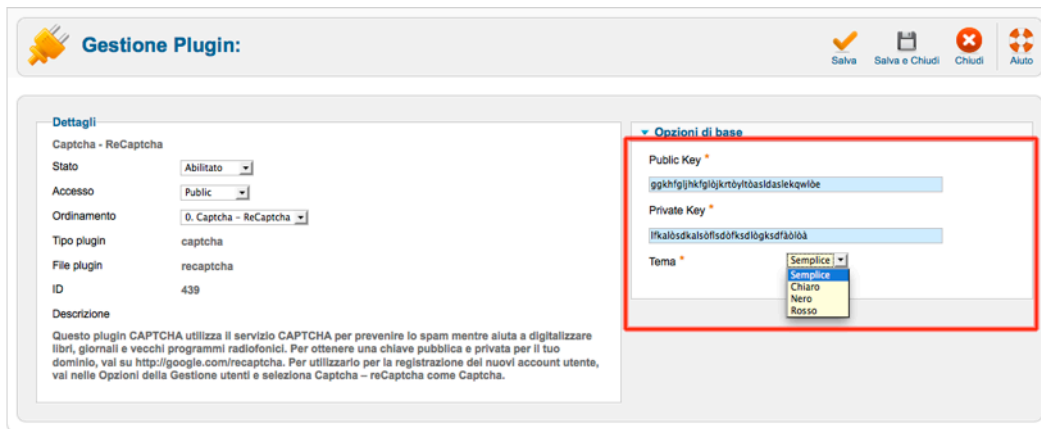 Gestione Plugin:
Salva
Salva e Chiudi
Chiudi
Aiuto
Dettagli
Captcha - ReCaptcha
Stato Abilitato
Accesso Public
Ordinamento 0. Captcha – ReCaptcha
Tipo plugin captcha
File plugin recaptcha
ID 439
Descrizione
Questo plugin CAPTCHA utilizza il servizio CAPTCHA per prevenire lo spam mentre aiuta a digitalizzare
libri, giornali e vecchi programmi radiofonici. Per ottenere una chiave pubblica e privata per il tuo
dominio, vai su http://google.com/recaptcha. Per utilizzarlo per la registrazione dei nuovi account utente,
vai nelle Opzioni della Gestione utenti e seleziona Captcha – reCaptcha come Captcha.
Opzioni di base
Public Key *
ggkhfgljhkfglòjkrtòyltòasldaslekqwlòe
Private Key *
lfkalòsdkalsòflsdòfksdlògksdfàòlòà
Tema * Semplice
Semplice
Chiaro
Nero
Rosso